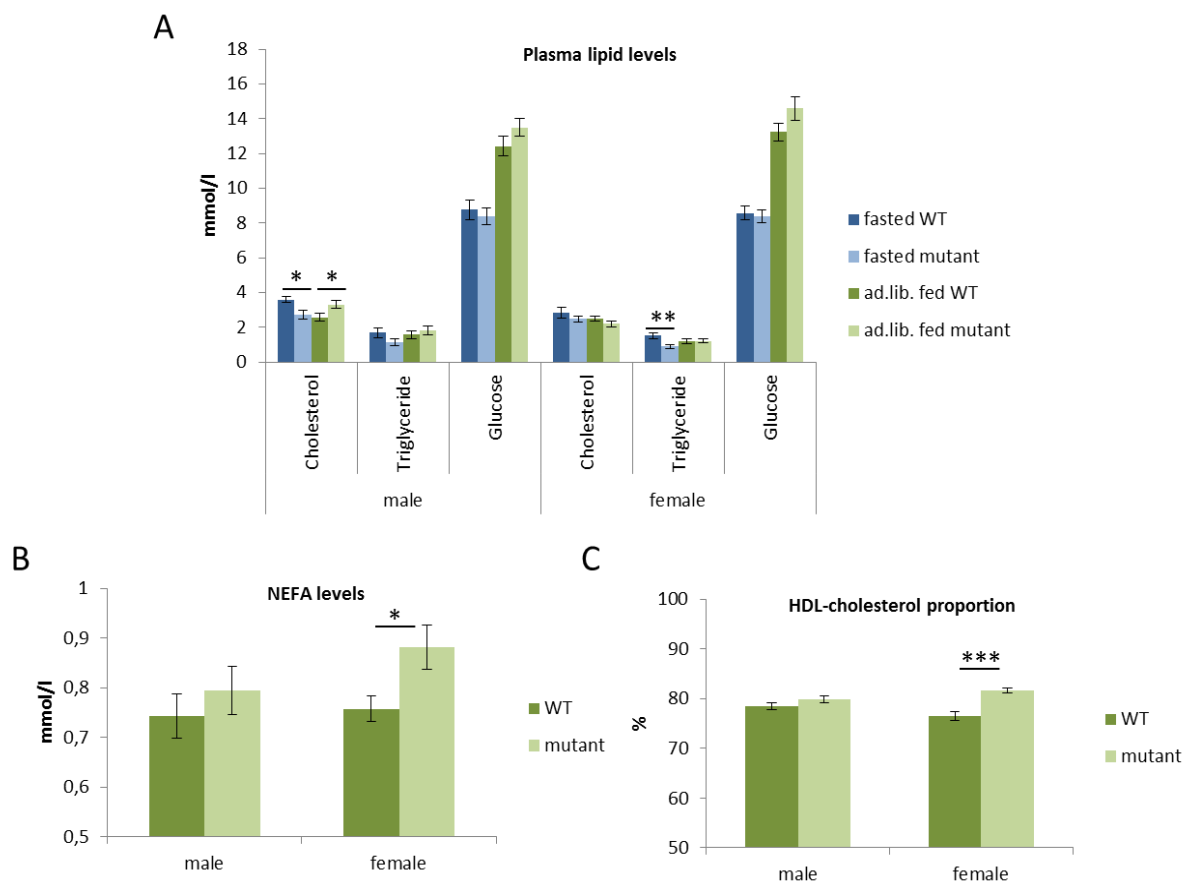 A
Plasma lipid levels
18
16
14
12
10
8
6
4
2
0
mmol/l
* * **
Cholesterol Triglyceride Glucose Cholesterol Triglyceride Glucose
male female
fasted WT
fasted mutant
ad.lib. fed WT
ad.lib. fed mutant
B
NEFA levels
1
0,9
0,8
0,7
0,6
0,5
mmol/l
*
male female
WT
mutant
C
HDL-cholesterol proportion
100
90
80
70
60
50
%
***
male female
WT
mutant